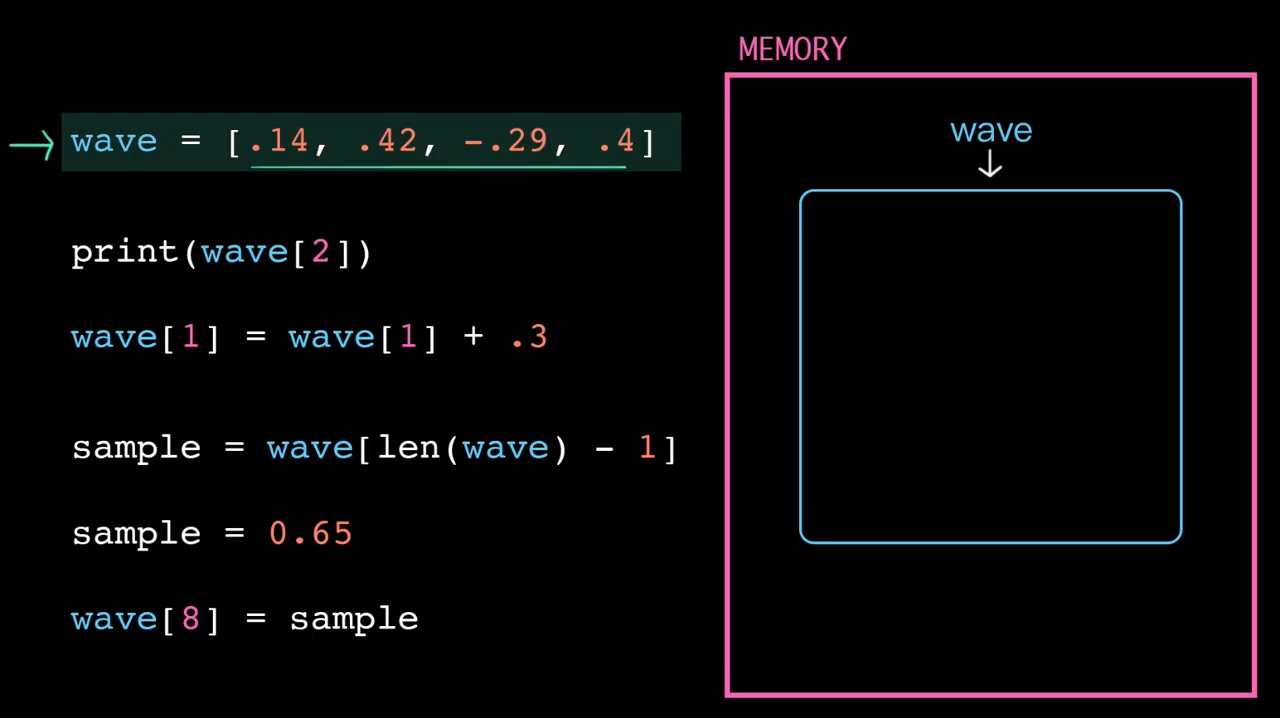 wave = [.14, .42, -.29, .4]
print(wave[2])
wave[1] = wave[1] + .3
sample = wave[len(wave) - 1]
sample = 0.65
wave[8] = sample
MEMORY
wave